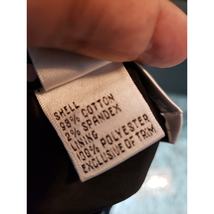 SHELL
98% COTTON
2% SPANDEX
LINING
100% POLYESTER
EXCLUSIVE OF TRIM